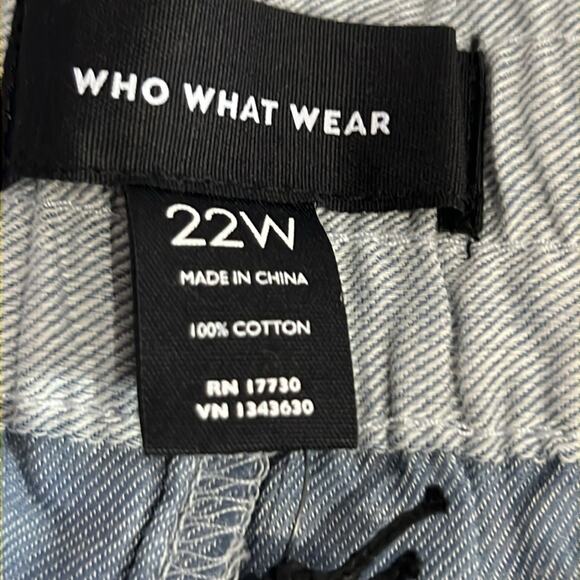 WHO WHAT WEAR
22W
MADE IN CHINA
100% COTTON
RN 17730
VN 1343630